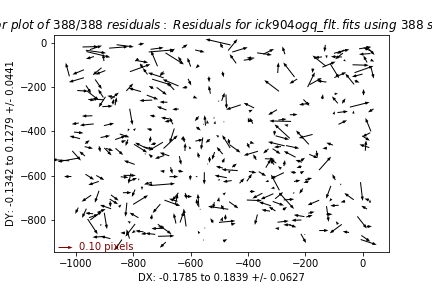 or plot of 388/388 residuals: Residuals for ick904ogq_flt.fits using 388 s
0
−200
−400
−600
−800
DY: -0.1342 to 0.1279 +/- 0.0441
0.10 pixels
−1000 −800 −600 −400 −200 0
DX: -0.1785 to 0.1839 +/- 0.0627